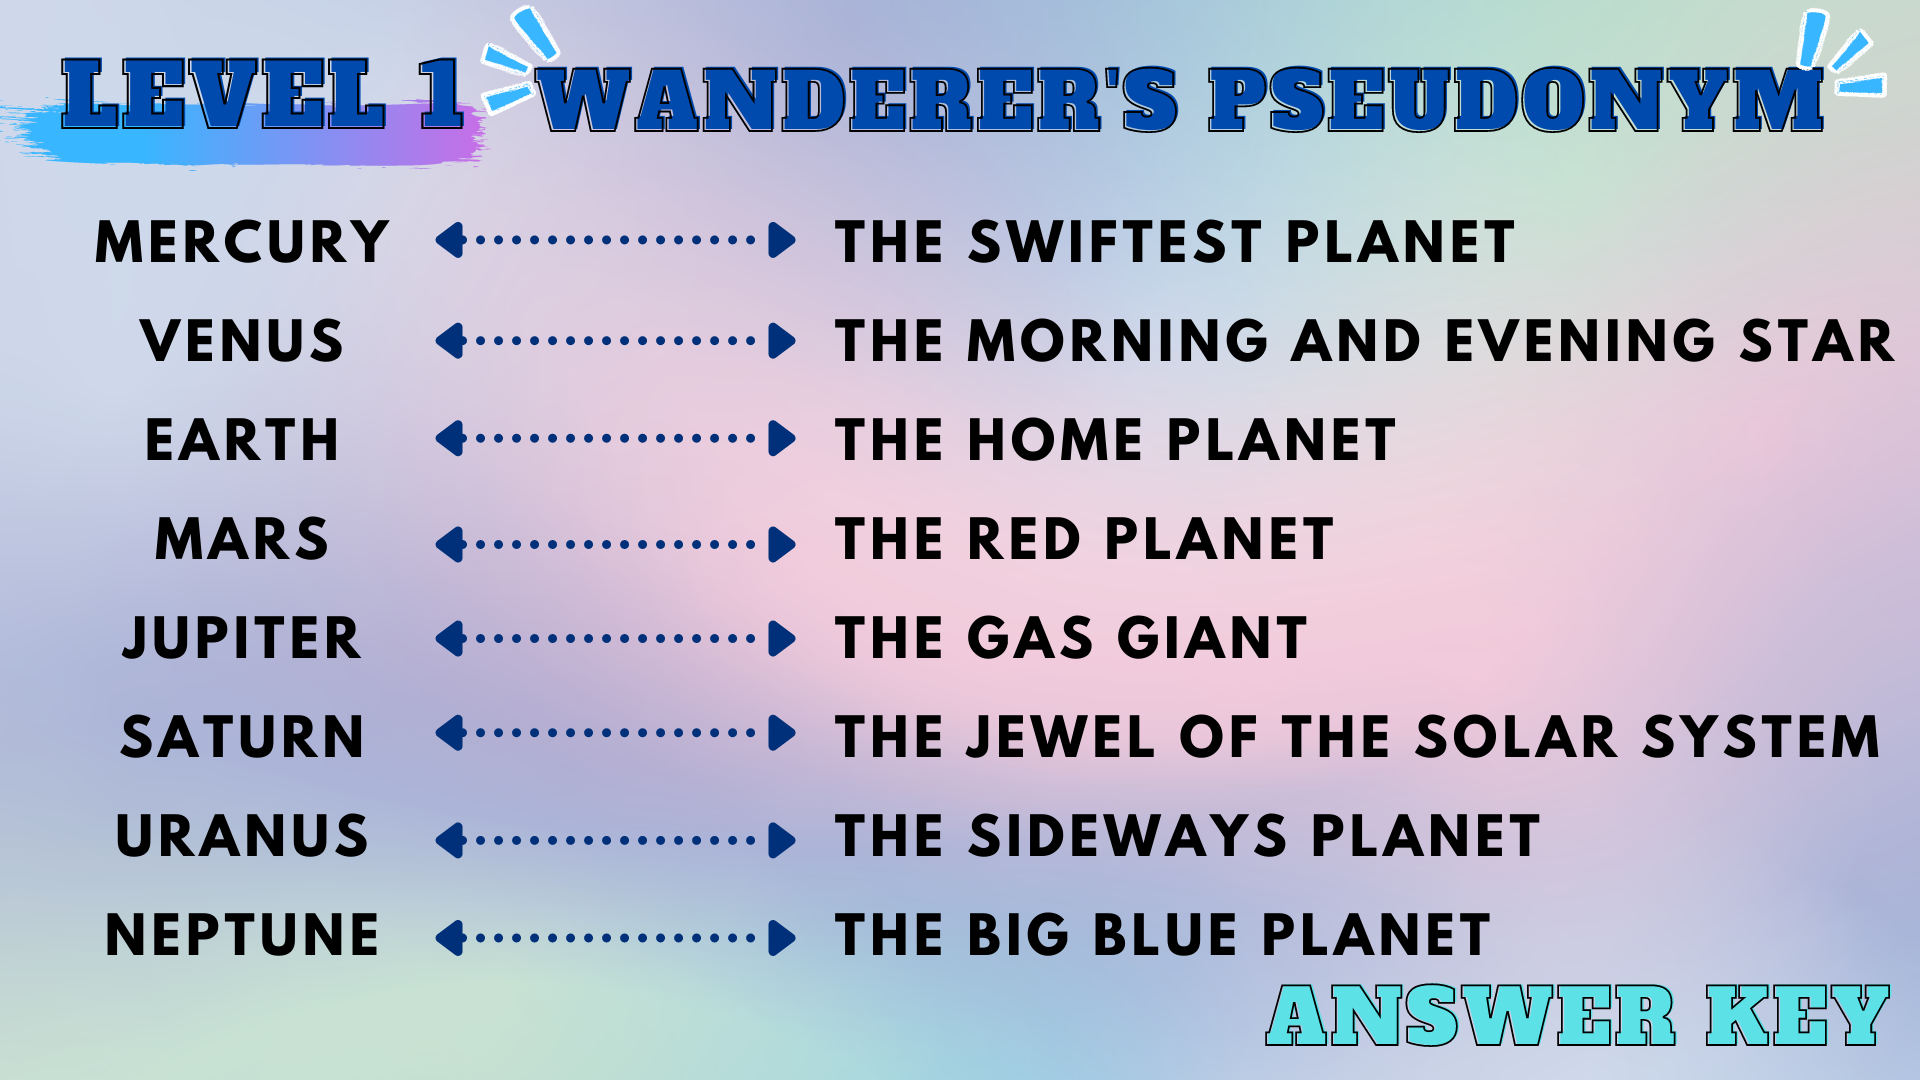 LEVEL 1 WANDERER'S PSEUDONYM
MERCURY THE SWIFTEST PLANET
VENUS THE MORNING AND EVENING STAR
EARTH THE HOME PLANET
MARS THE RED PLANET
JUPITER THE GAS GIANT
SATURN THE JEWEL OF THE SOLAR SYSTEM
URANUS THE SIDEWAYS PLANET
NEPTUNE THE BIG BLUE PLANET
ANSWER KEY